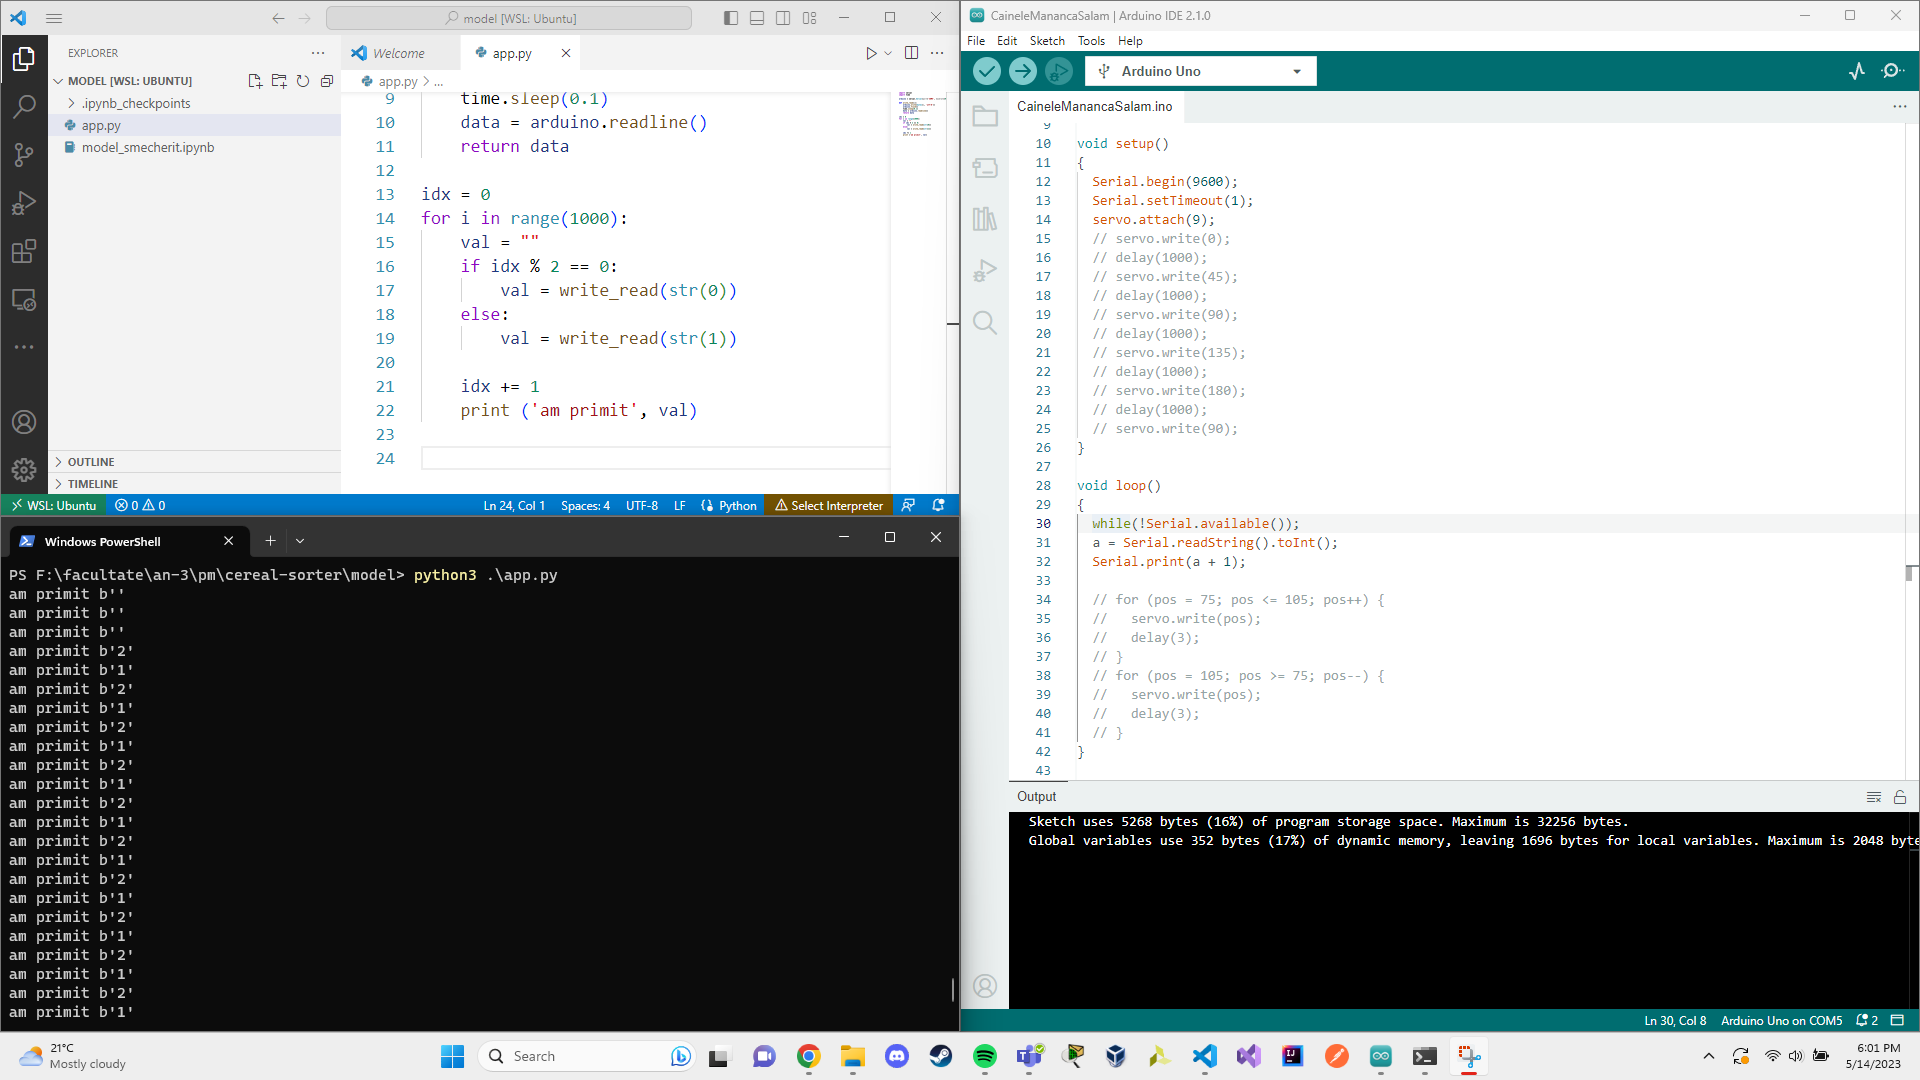 model [WSL: Ubuntu]
EXPLORER
MODEL [WSL: UBUNTU]
.ipynb_checkpoints
app.py
model_smecherit.ipynb
OUTLINE
TIMELINE
Welcome
app.py
app.py > ...
9 time.sleep(0.1)
10 data = arduino.readline()
11 return data
12
13 idx = 0
14 for i in range(1000):
15 val = ""
16 if idx % 2 == 0:
17 val = write_read(str(0))
18 else:
19 val = write_read(str(1))
20
21 idx += 1
22 print ('am primit', val)
23
24
WSL: Ubuntu 0 0 Ln 24, Col 1 Spaces: 4 UTF-8 LF Python Select Interpreter
Windows PowerShell
PS F:\facultate\an-3\pm\cereal-sorter\model> python3 .\app.py
am primit b''
am primit b''
am primit b''
am primit b'2'
am primit b'1'
am primit b'2'
am primit b'1'
am primit b'2'
am primit b'1'
am primit b'2'
am primit b'1'
am primit b'2'
am primit b'1'
am primit b'2'
am primit b'1'
am primit b'2'
am primit b'1'
am primit b'2'
am primit b'1'
am primit b'2'
am primit b'1'
am primit b'2'
am primit b'1'
CaineleManancaSalam | Arduino IDE 2.1.0
File Edit Sketch Tools Help
Arduino Uno
CaineleManancaSalam.ino
9
10 void setup()
11 {
12 Serial.begin(9600);
13 Serial.setTimeout(1);
14 servo.attach(9);
15 // servo.write(0);
16 // delay(1000);
17 // servo.write(45);
18 // delay(1000);
19 // servo.write(90);
20 // delay(1000);
21 // servo.write(135);
22 // delay(1000);
23 // servo.write(180);
24 // delay(1000);
25 // servo.write(90);
26 }
27
28 void loop()
29 {
30 while(!Serial.available());
31 a = Serial.readString().toInt();
32 Serial.print(a + 1);
33
34 // for (pos = 75; pos <= 105; pos++) {
35 // servo.write(pos);
36 // delay(3);
37 // }
38 // for (pos = 105; pos >= 75; pos--) {
39 // servo.write(pos);
40 // delay(3);
41 // }
42 }
43
Output
Sketch uses 5268 bytes (16%) of program storage space. Maximum is 32256 bytes.
Global variables use 352 bytes (17%) of dynamic memory, leaving 1696 bytes for local variables. Maximum is 2048 byte
Ln 30, Col 8 Arduino Uno on COM5 2
21°C
Mostly cloudy
Search
6:01 PM
5/14/2023